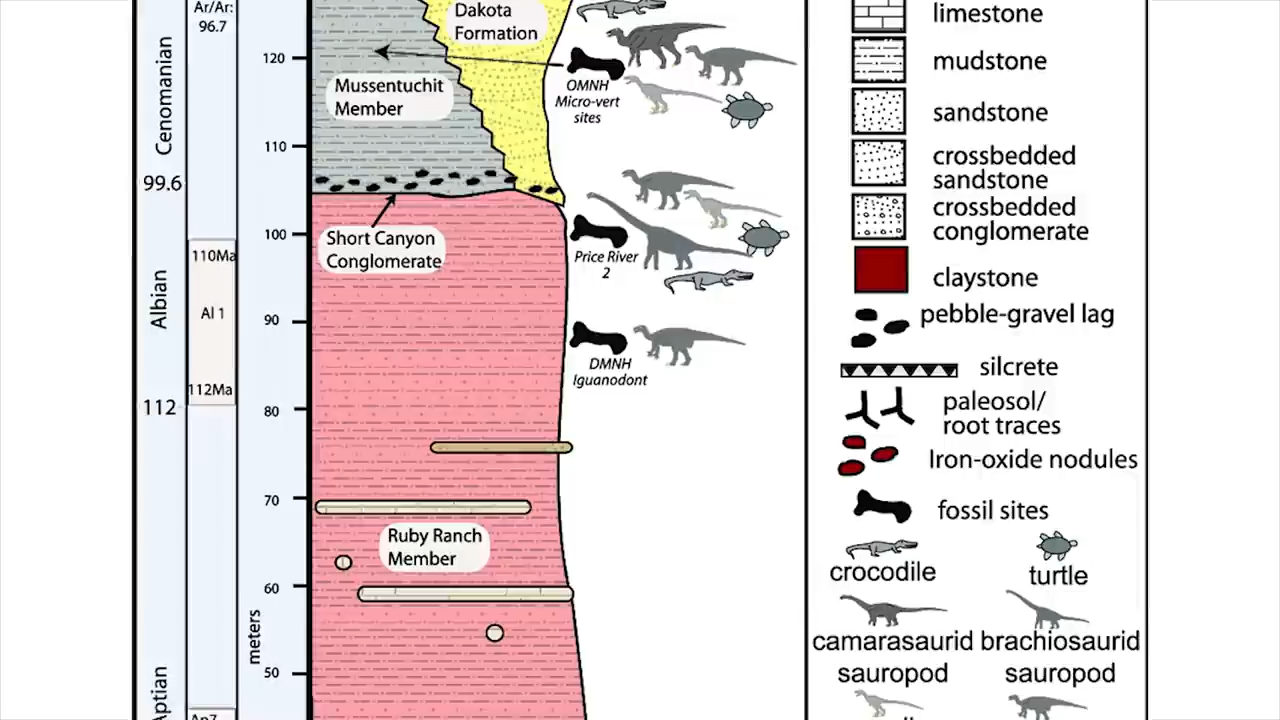 Ar/Ar:
96.7
Cenomanian
99.6
110Ma
Albian
Al 1
112Ma
112
Aptian
Ap7
120
110
100
90
80
70
60
50
meters
Dakota
Formation
Mussentuchit
Member
Short Canyon
Conglomerate
Ruby Ranch
Member
OMNH
Micro-vert
sites
Price River
2
DMNH
Iguanodont
limestone
mudstone
sandstone
crossbedded
sandstone
crossbedded
conglomerate
claystone
pebble-gravel lag
silcrete
paleosol/
root traces
Iron-oxide nodules
fossil sites
crocodile
turtle
camarasaurid
sauropod
brachiosaurid
sauropod